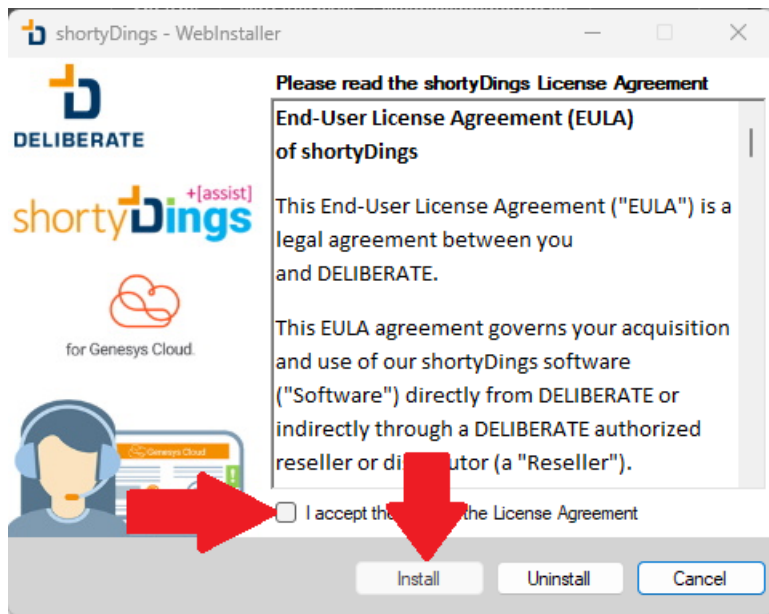 shortyDings - WebInstaller
DELIBERATE
+[assist]
shortyDings
for Genesys Cloud.
Genesys Cloud
Please read the shortyDings License Agreement
End-User License Agreement (EULA)
of shortyDings
This End-User License Agreement ("EULA") is a
legal agreement between you
and DELIBERATE.
This EULA agreement governs your acquisition
and use of our shortyDings software
("Software") directly from DELIBERATE or
indirectly through a DELIBERATE authorized
reseller or (a "Reseller").
I accept the License Agreement
Install
Uninstall
Cancel